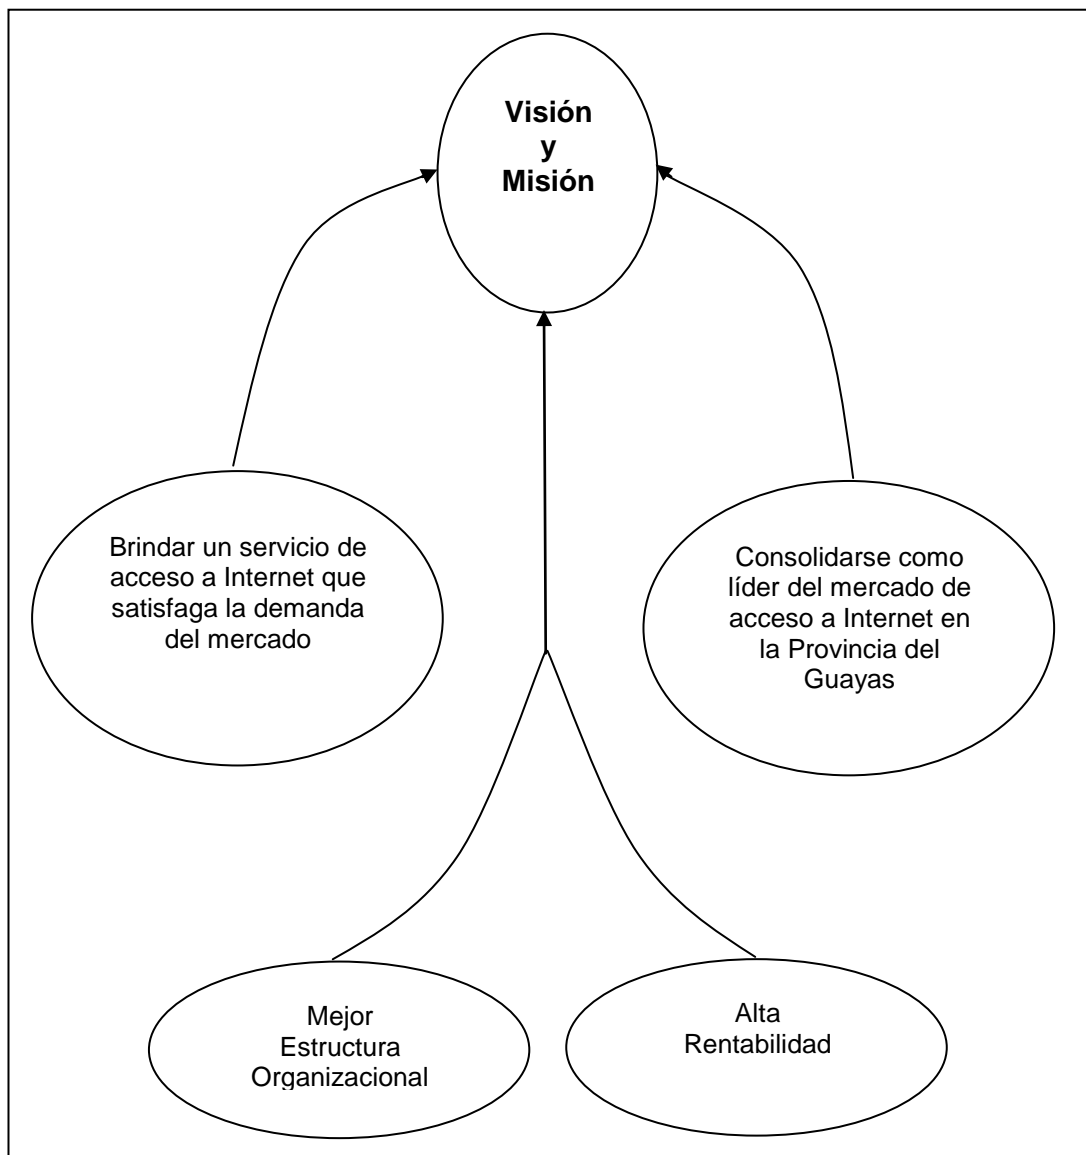 Visión
y
Misión
Brindar un servicio de
acceso a Internet que
satisfaga la demanda
del mercado
Consolidarse como
líder del mercado de
acceso a Internet en
la Provincia del
Guayas
Mejor
Estructura
Organizacional
Alta
Rentabilidad